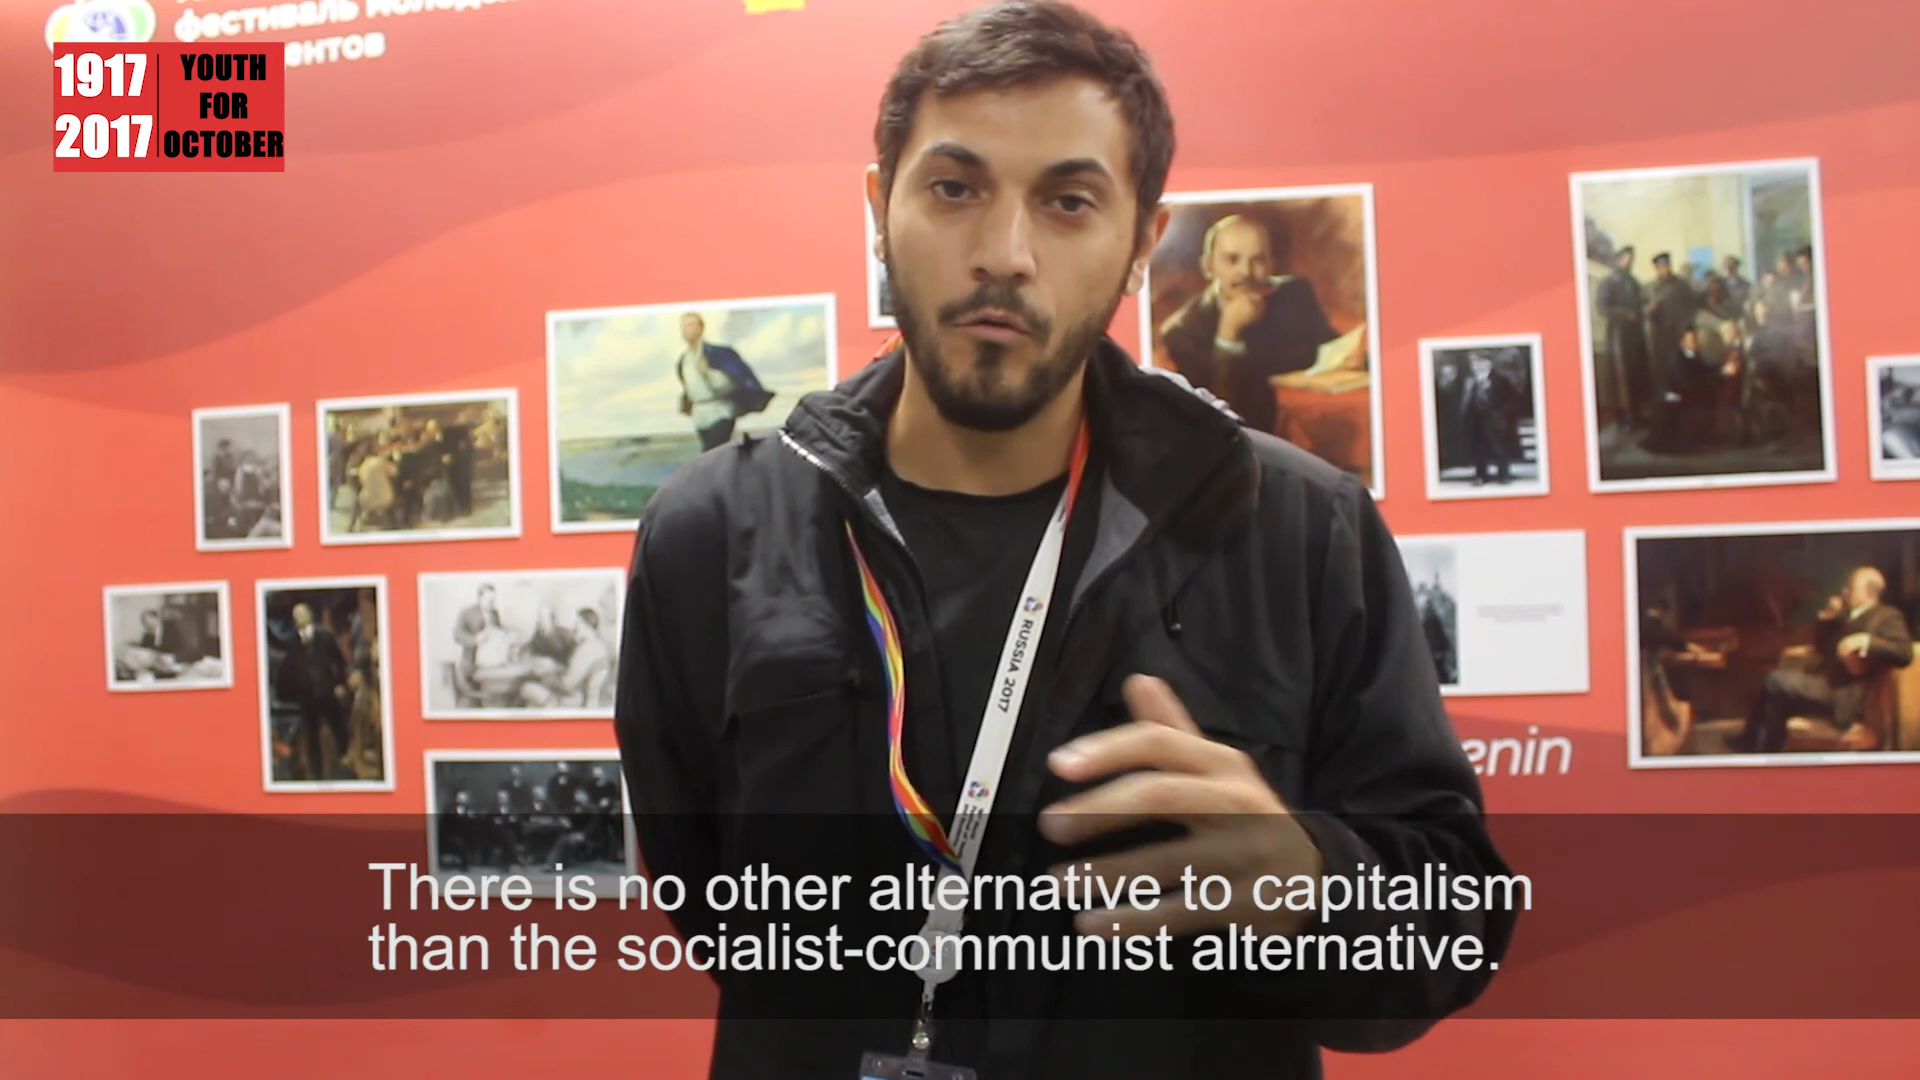 фестиваль молодежи
ентов
1917
2017
YOUTH
FOR
OCTOBER
RUSSIA 2017
enin
There is no other alternative to capitalism
than the socialist-communist alternative.